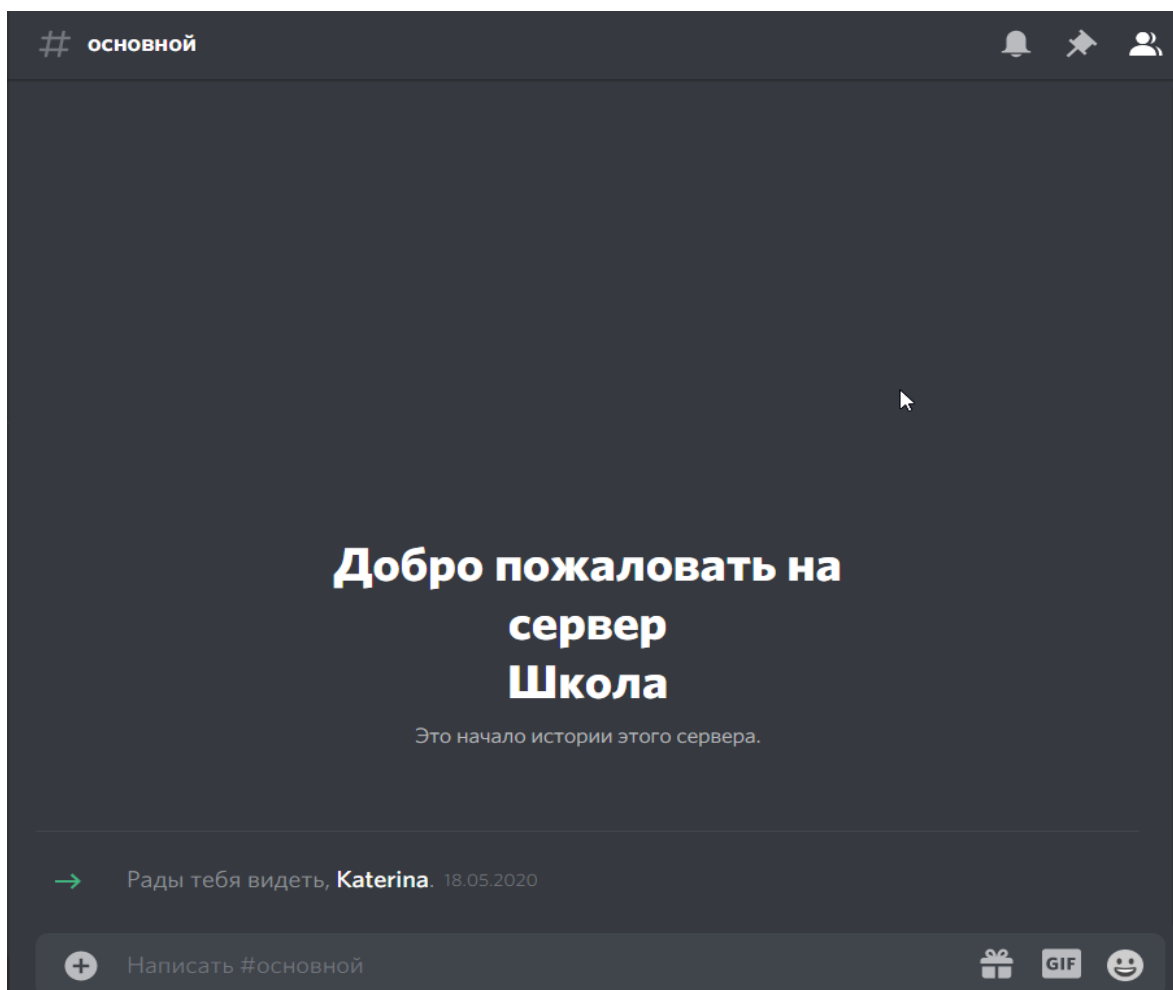 # основной
Добро пожаловать на
сервер
Школа
Это начало истории этого сервера.
Рады тебя видеть, Katerina. 18.05.2020
Написать #основной
GIF